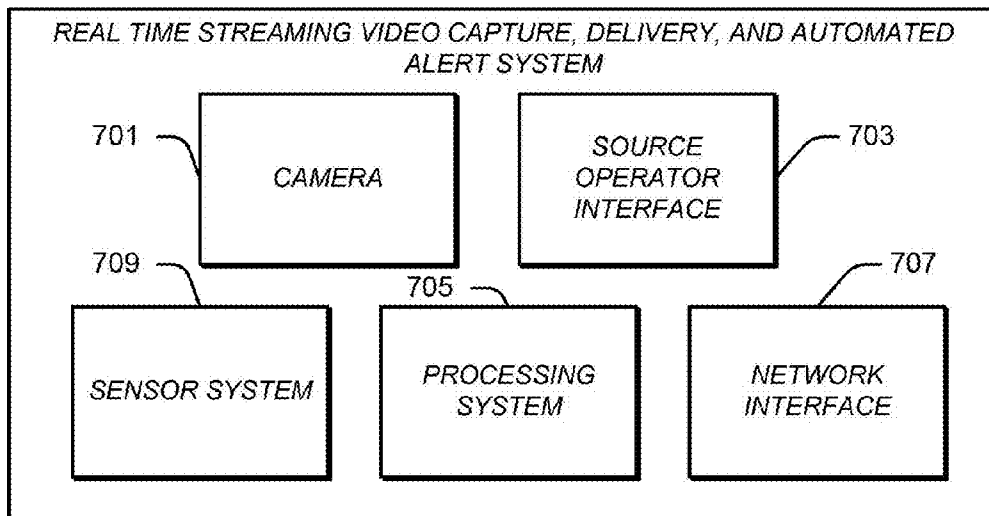 REAL TIME STREAMING VIDEO CAPTURE, DELIVERY, AND AUTOMATED
ALERT SYSTEM
701
CAMERA
SOURCE
OPERATOR
INTERFACE
703
709
SENSOR SYSTEM
705
PROCESSING
SYSTEM
707
NETWORK
INTERFACE